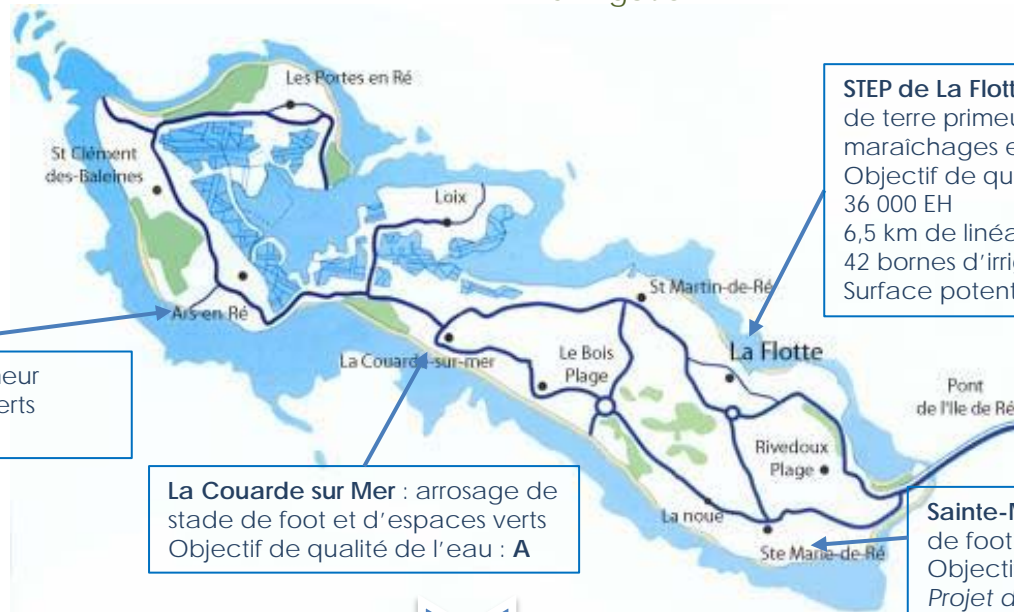 Les Portes en Ré
St Clément
des-Baleines
Loix
Ars-en Ré
St Martin-de-Ré
La Flotte
La Couarde-sur-mer
Le Bois
Plage
Pont
de l'Ile de Ré
Rivedoux
Plage
La noue
Ste Marie-de-Ré
STEP de La Flott
de terre primeu
maraîchages e
Objectif de qu
36 000 EH
6,5 km de linéa
42 bornes d'irri
Surface potent
eur
erts
La Couarde sur Mer : arrosage de
stade de foot et d'espaces verts
Objectif de qualité de l'eau : A
Sainte-M
de foot
Objecti
Projet d